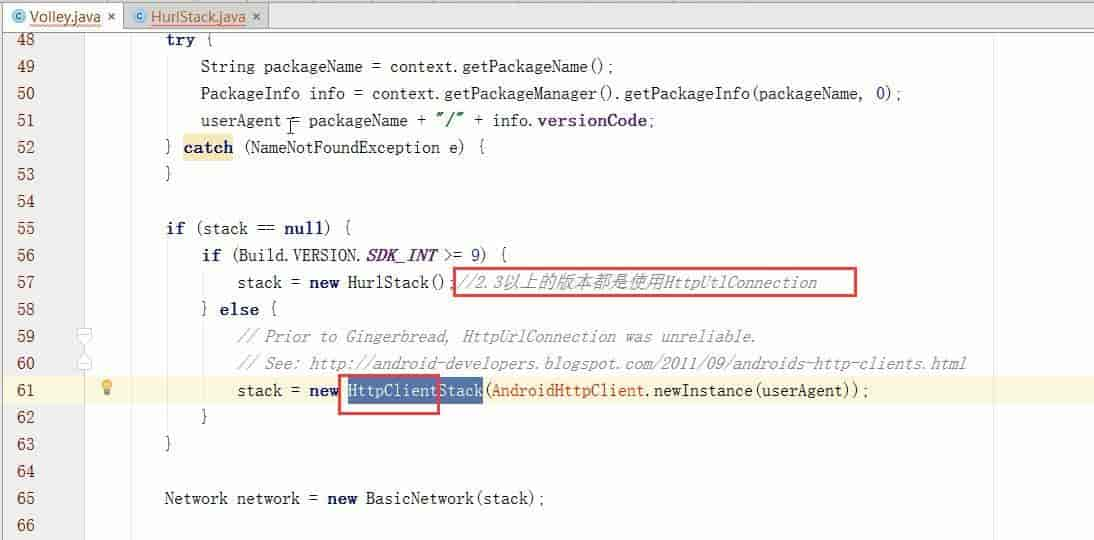 Volley.java × HurlStack.java ×
48 try {
49 String packageName = context.getPackageName();
50 PackageInfo info = context.getPackageManager().getPackageInfo(packageName, 0);
51 userAgent = packageName + "/" + info.versionCode;
52 } catch (NameNotFoundException e) {
53 }
54
55 if (stack == null) {
56 if (Build.VERSION.SDK_INT >= 9) {
57 stack = new HurlStack();//2.3以上的版本都是使用HttpUtlConnection
58 } else {
59 // Prior to Gingerbread, HttpUrlConnection was unreliable.
60 // See: http://android-developers.blogspot.com/2011/09/androids-http-clients.html
61 stack = new HttpClientStack(AndroidHttpClient.newInstance(userAgent));
62 }
63 }
64
65 Network network = new BasicNetwork(stack);
66